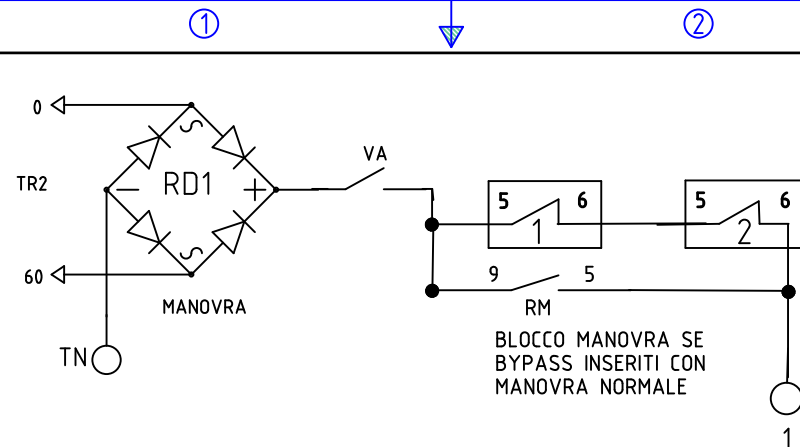 1
2
0
VA
TR2
− RD1 +
5 6
1
5 6
2
60
9 5
MANOVRA
RM
BLOCCO MANOVRA SE
BYPASS INSERITI CON
MANOVRA NORMALE
TN
1